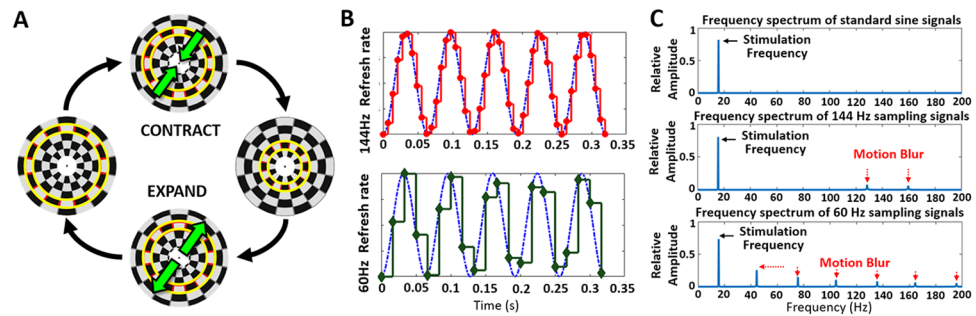 A
CONTRACT
EXPAND
B
144Hz Refresh rate
0 0.05 0.1 0.15 0.2 0.25 0.3 0.35
60Hz Refresh rate
0 0.05 0.1 0.15 0.2 0.25 0.3 0.35
Time (s)
C
Frequency spectrum of standard sine signals
Relative
Amplitude
1
0.5
0
Stimulation
Frequency
0 20 40 60 80 100 120 140 160 180 200
Frequency spectrum of 144 Hz sampling signals
Relative
Amplitude
1
0.5
0
Stimulation
Frequency
Motion Blur
0 20 40 60 80 100 120 140 160 180 200
Frequency spectrum of 60 Hz sampling signals
Relative
Amplitude
1
0.5
0
Stimulation
Frequency
Motion Blur
0 20 40 60 80 100 120 140 160 180 200
Frequency (Hz)